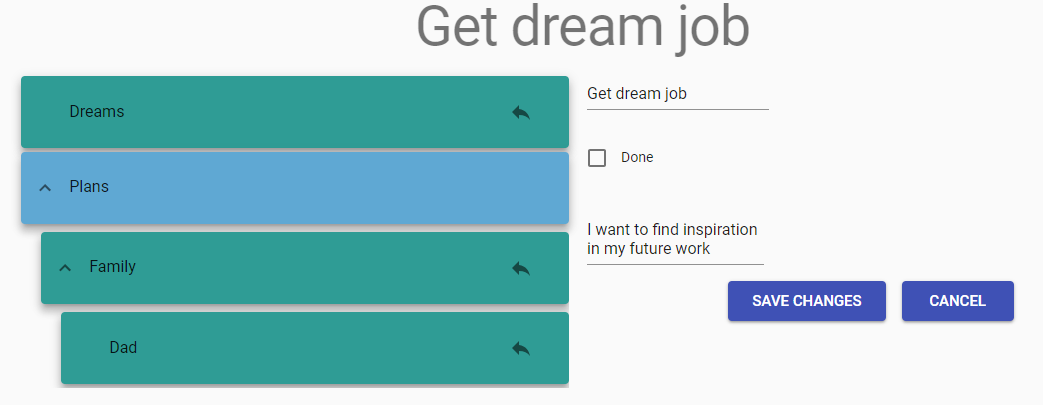 Get dream job
Dreams
Plans
Family
Dad
Get dream job
Done
I want to find inspiration
in my future work
SAVE CHANGES
CANCEL